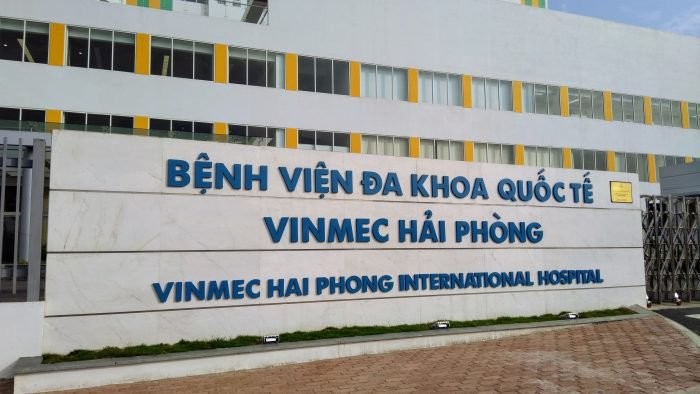 BỆNH VIỆN ĐA KHOA QUỐC TẾ
VINMEC HẢI PHÒNG
VINMEC HAI PHONG INTERNATIONAL HOSPITAL